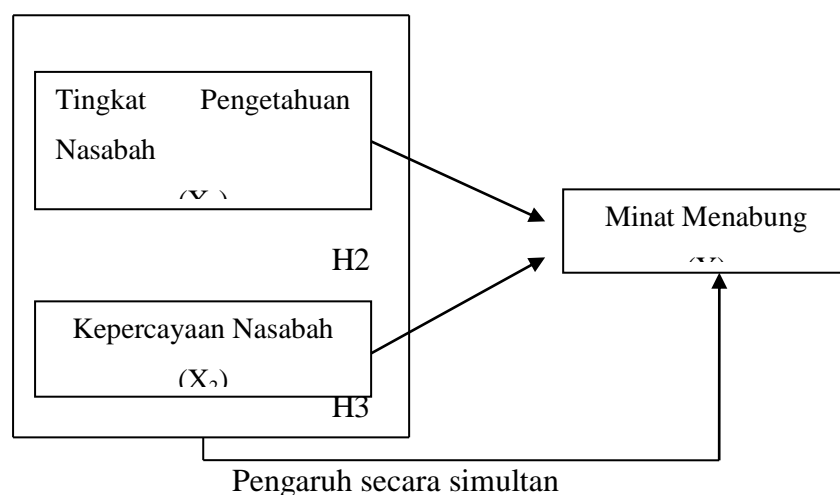 Tingkat Pengetahuan
Nasabah
H2
Minat Menabung
Kepercayaan Nasabah
(X₂)
H3
Pengaruh secara simultan